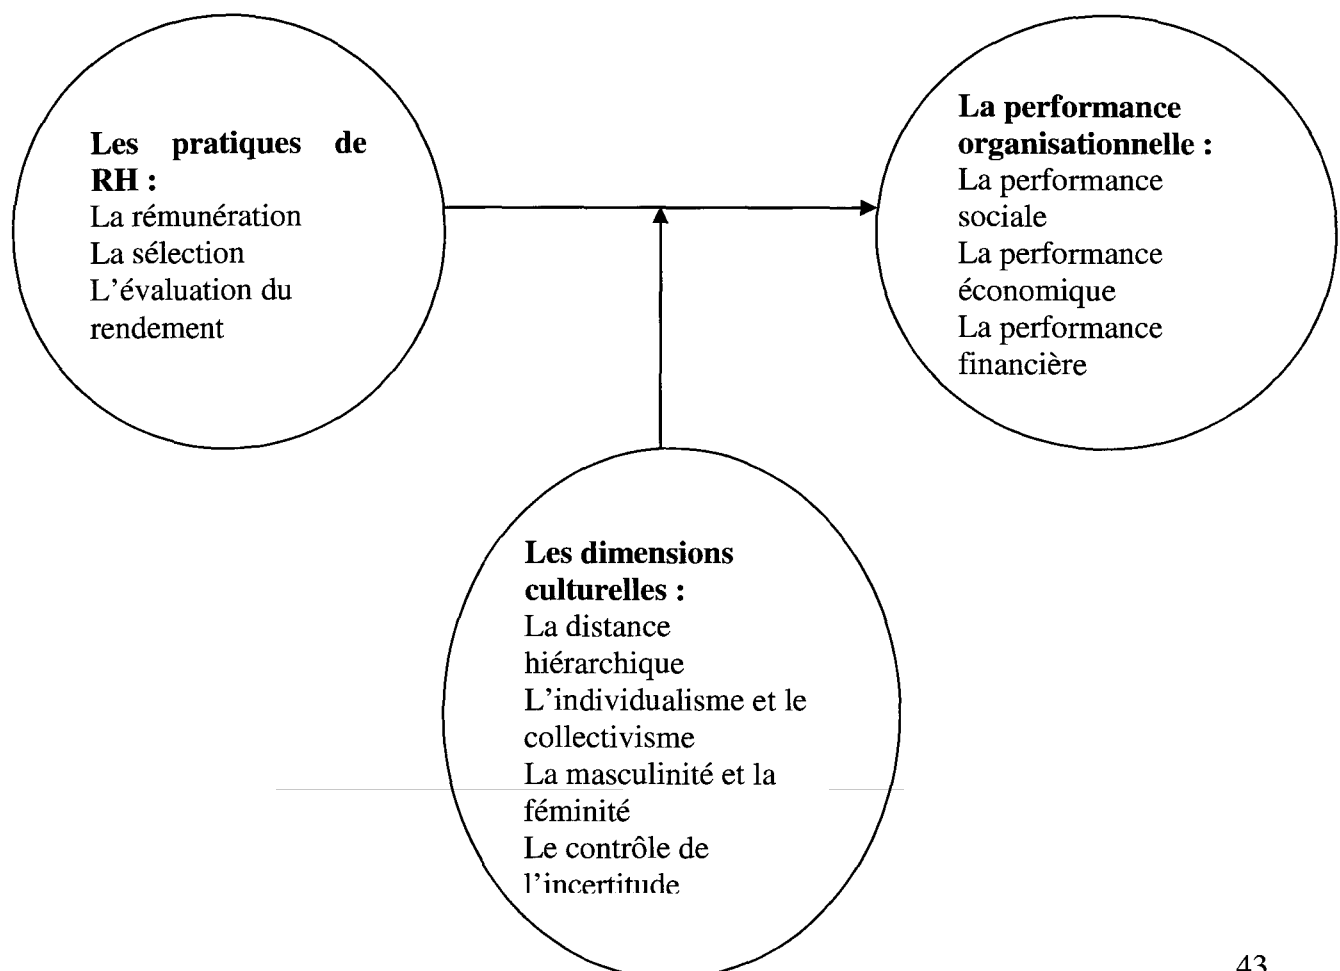 Les pratiques de
RH :
La rémunération
La sélection
L’évaluation du
rendement
La performance
organisationnelle :
La performance
sociale
La performance
économique
La performance
financière
Les dimensions
culturelles :
La distance
hiérarchique
L’individualisme et le
collectivisme
La masculinité et la
féminité
Le contrôle de
l’incertitude
43